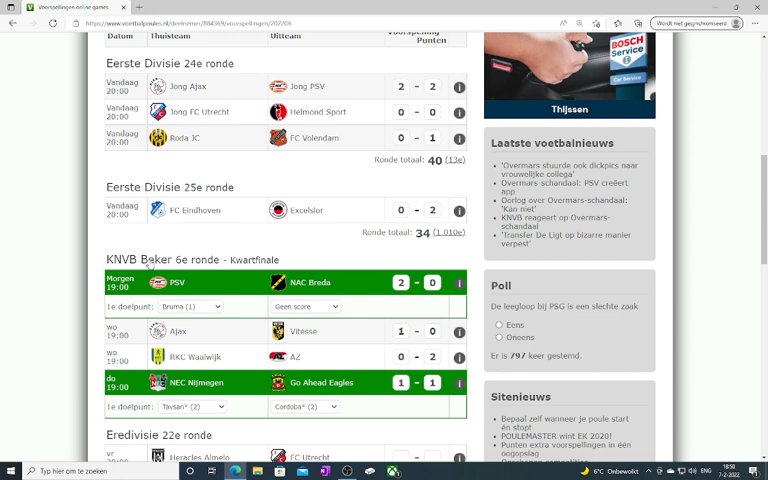 Voorspellingen online games
https://www.voetbalpoules.nl/deelnemer/884369/voorspellingen/202206
Wordt niet gesynchroniseerd
Datum Thuisteam Uitteam Voorspelling Punten
Eerste Divisie 24e ronde
Vandaag 20:00 Jong Ajax Jong PSV 2 - 2
Vandaag 20:00 Jong FC Utrecht Helmond Sport 0 - 0
Vandaag 20:00 Roda JC FC Volendam 0 - 1
Ronde totaal: 40 (13e)
Eerste Divisie 25e ronde
Vandaag 20:00 FC Eindhoven Excelsior 0 - 2
Ronde totaal: 34 (1.010e)
KNVB Beker 6e ronde - Kwartfinale
Morgen 19:00 PSV NAC Breda 2 - 0
1e doelpunt: Bruma (1) Geen score
wo 19:00 Ajax Vitesse 1 - 0
wo 19:00 RKC Waalwijk AZ 0 - 2
do 19:00 NEC Nijmegen Go Ahead Eagles 1 - 1
1e doelpunt: Tavsan* (2) Cordoba* (2)
Eredivisie 22e ronde
vr Heracles Almelo FC Utrecht
BOSCH
Service
Car Service
Thijssen
Laatste voetbalnieuws
'Overmars stuurde ook dickpics naar
vrouwelijke collega'
Overmars-schandaal: PSV creëert
app
Oorlog over Overmars-schandaal:
'Kán niet'
KNVB reageert op Overmars-
schandaal
'Transfer De Ligt op bizarre manier
verpest'
Poll
De leegloop bij PSG is een slechte zaak
Eens
Oneens
Er is 797 keer gestemd.
Sitenieuws
Bepaal zelf wanneer je poule start
én stopt
POULEMASTER wint EK 2020!
Punten extra voorspellingen in één
oogopslag
Typ hier om te zoeken
6°C Onbewolkt
ENG
18:50
7-2-2022